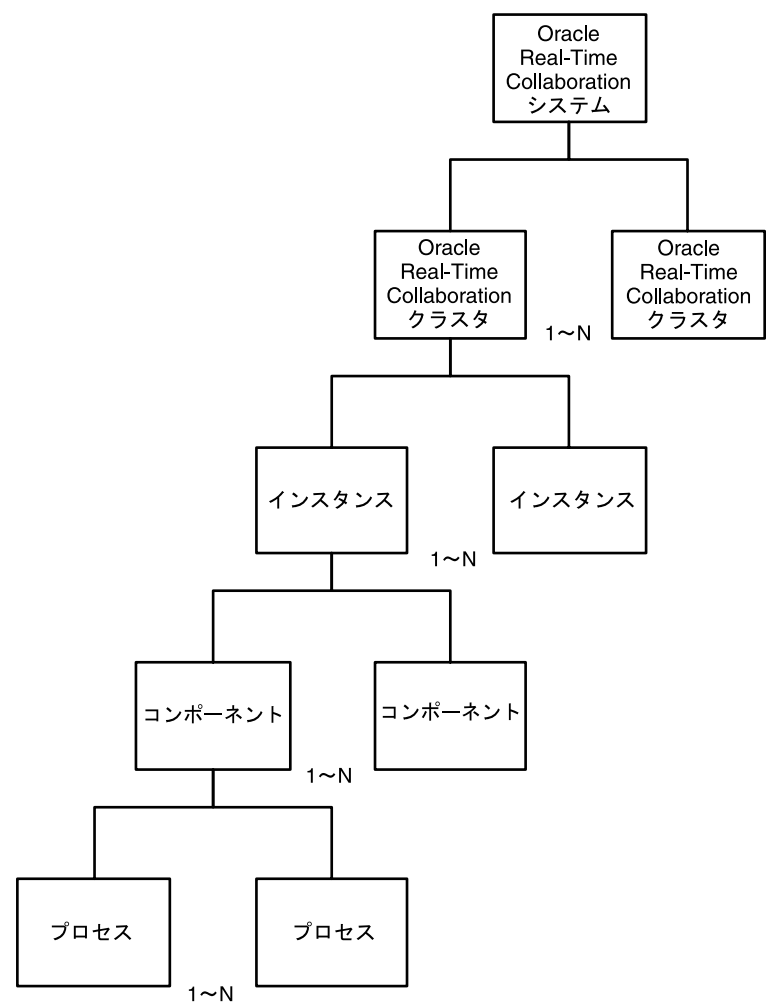 Oracle
Real-Time
Collaboration
システム
Oracle
Real-Time
Collaboration
クラスタ
Oracle
Real-Time
Collaboration
クラスタ
1～N
インスタンス
インスタンス
1～N
コンポーネント
コンポーネント
1～N
プロセス
プロセス
1～N